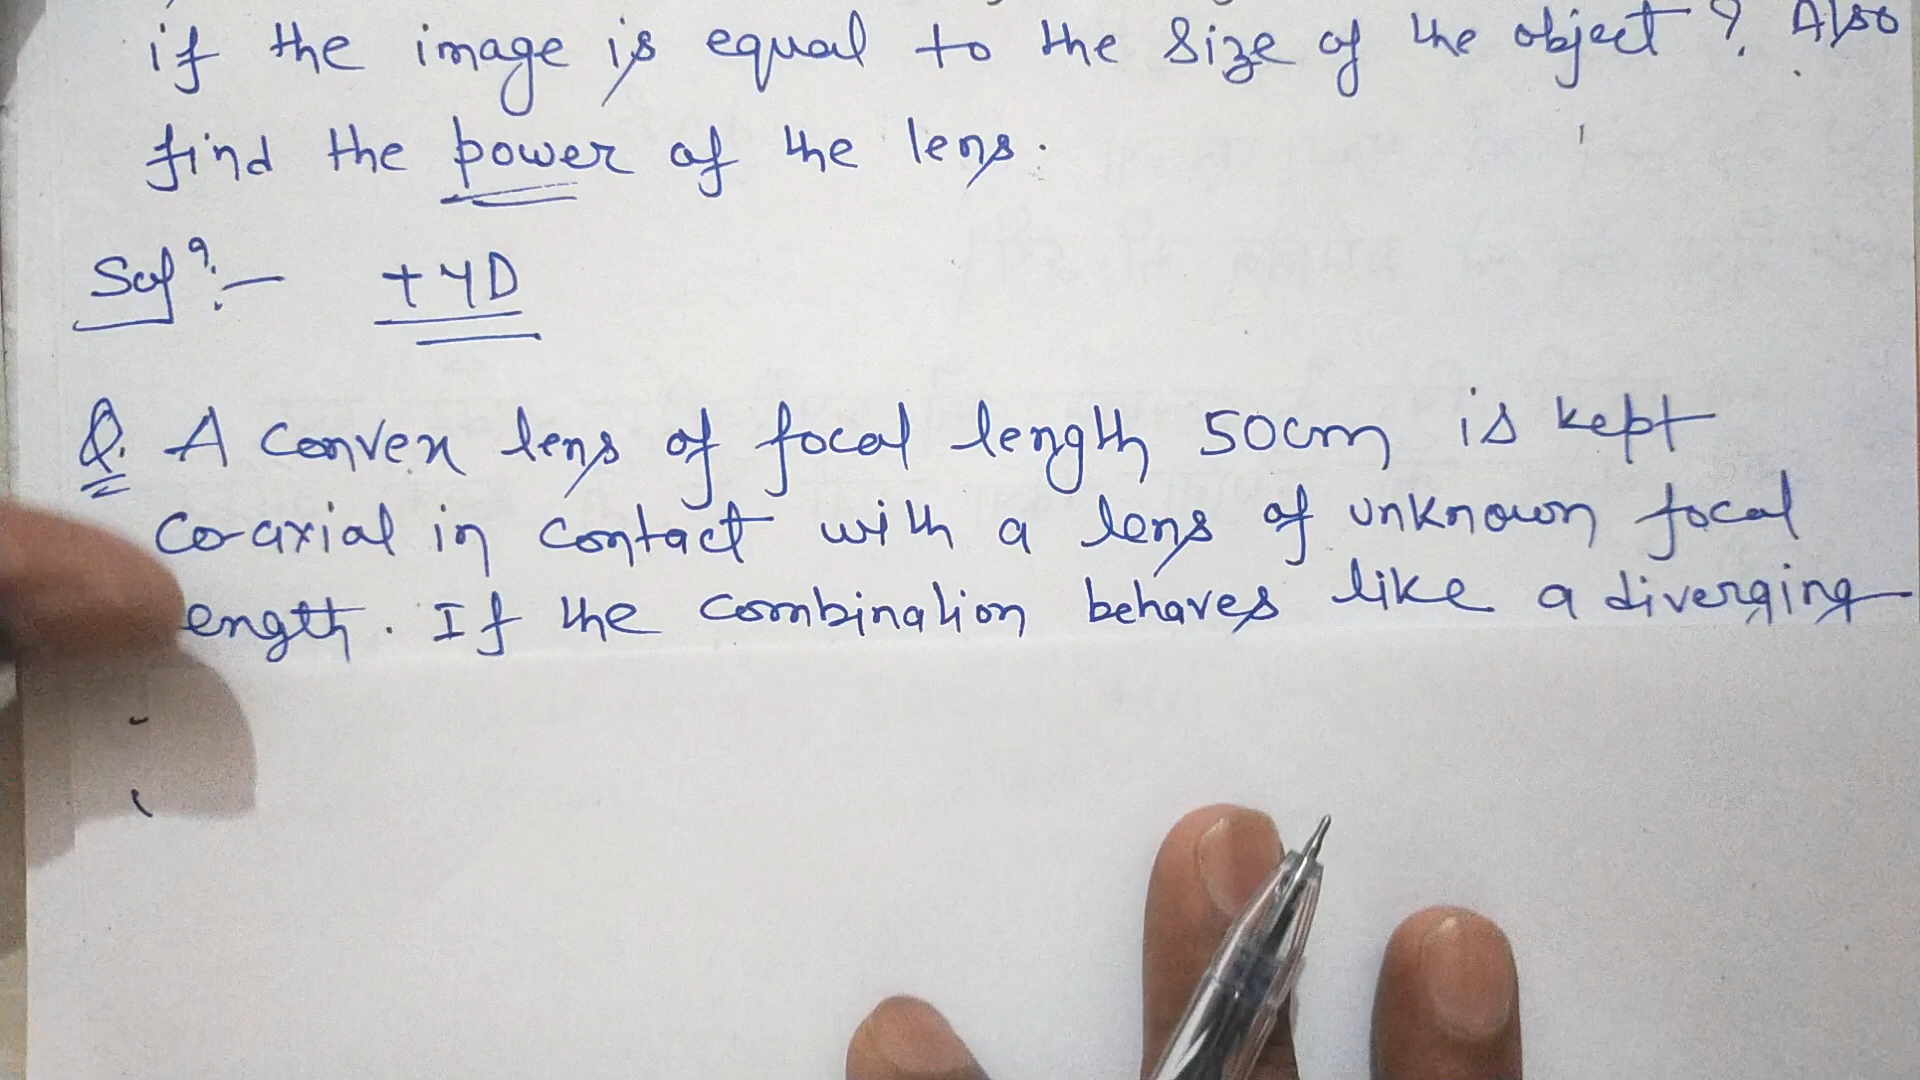 if the image is equal to the size of the object ? Also
find the power of the lens.
Solⁿ:- +4D
Q. A convex lens of focal length 50cm is kept
co-axial in contact with a lens of unknown focal
ength. If the combination behaves like a diverging